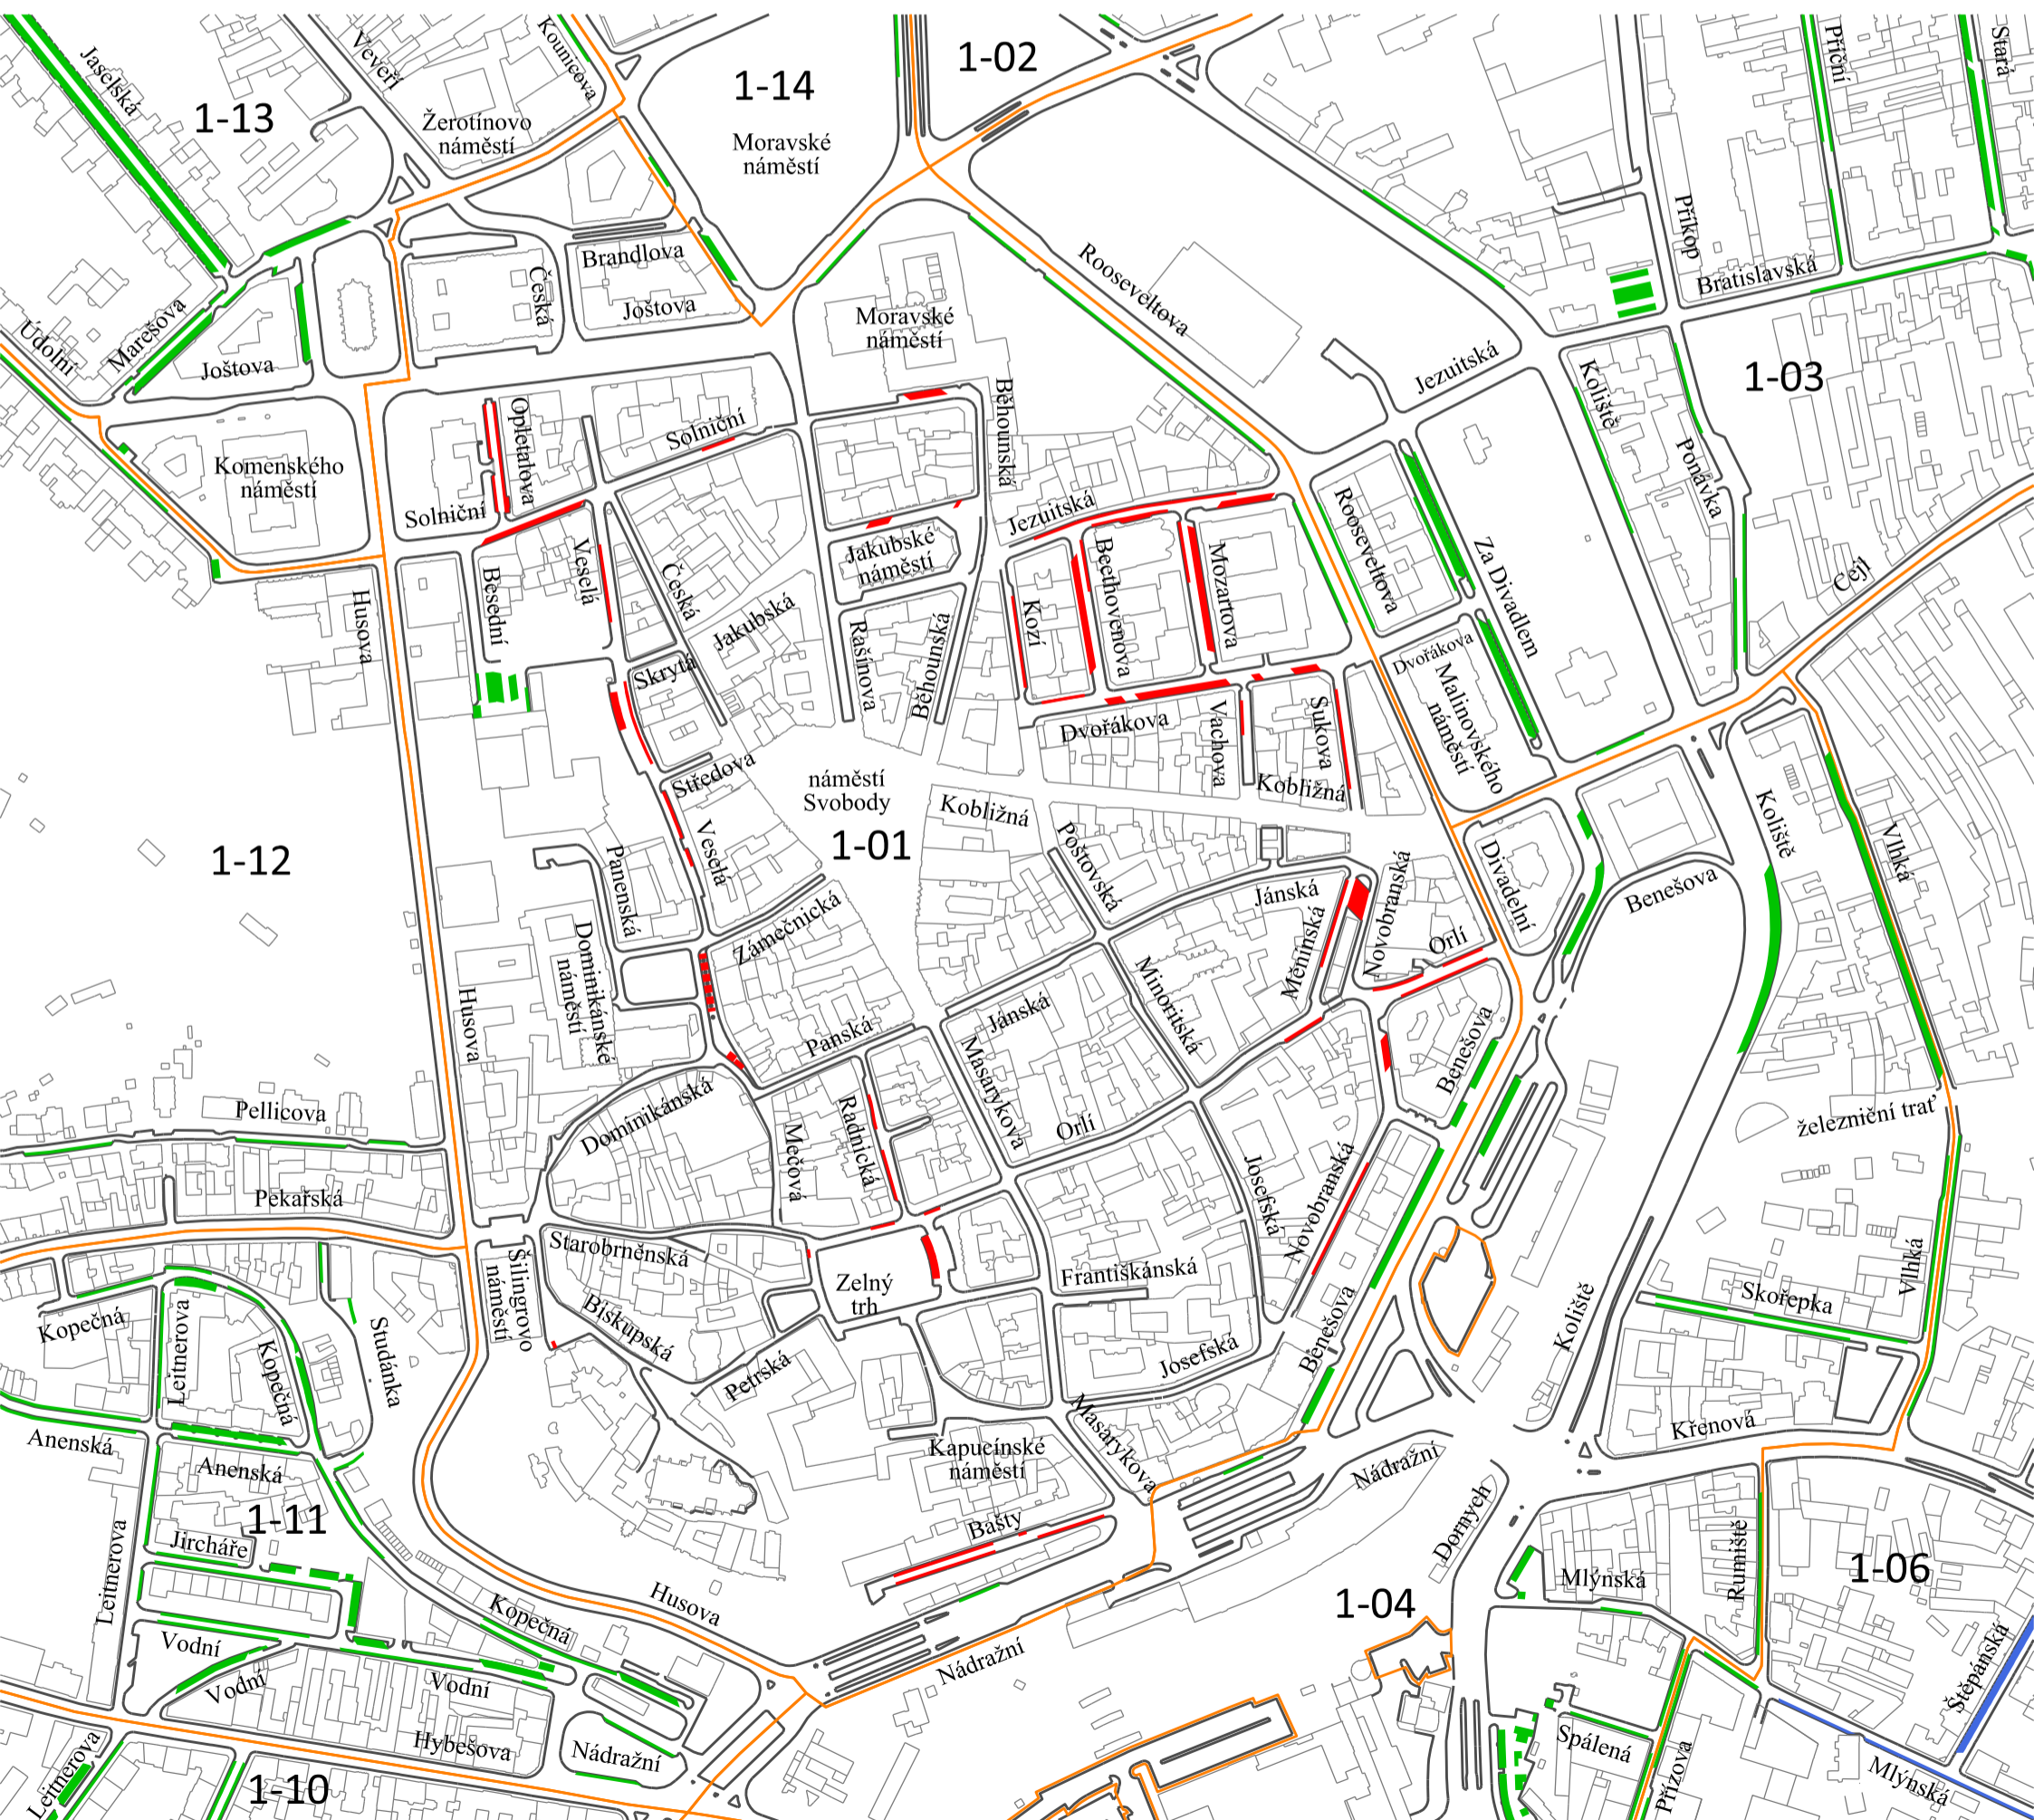 Jaselská
1-13
Veveří
Kounicova
Žerotínovo
náměstí
1-14
Moravské
náměstí
1-02
Příční
Stará
Příkop
Bratislavská
Rooseveltova
Brandlova
Česká
Joštova
Moravské
náměstí
Údolní
Marešova
Joštova
Jezuitská
Koliště
1-03
Ponávka
Běhounská
Opletalova
Solniční
Komenského
náměstí
Solniční
Jezuitská
Rooseveltova
Jakubské
náměstí
Za Divadlem
Cejl
Husova
Besední
Veselá
Česká
Jakubská
Kozí
Beethovenova
Mozartova
Rašínova
Běhounská
Skrytá
Dvořákova
Malinovského
náměstí
Dvořákova
Vachova
Sukova
Středova
náměstí
Svobody
Kobližná
Kobližná
1-01
1-12
Veselá
Panenská
Poštovská
Jánská
Divadelní
Benešova
Koliště
Vlhká
Zámečnická
Dominikánské
náměstí
Novobranská
Orlí
Měnínská
Minoritská
Husova
Jánská
Panská
Masarykova
Benešova
Pellicova
Dominikánská
Radnická
Mečová
Orlí
železniční trať
Pekařská
Josefská
Novobranská
Starobrněnská
Šilingrovo
náměstí
Biskupská
Zelný
trh
Františkánská
Vlhká
Skořepka
Koliště
Benešova
Kopečná
Leitnerova
Kopečná
Studánka
Petrská
Josefská
Masarykova
Křenová
Anenská
Anenská
Kapucínské
náměstí
Nádražní
Dornych
1-11
Jircháře
Bašty
Leitnerova
Mlýnská
Rumiště
1-06
1-04
Husova
Kopečná
Vodní
Vodní
Vodní
Nádražní
Štěpánská
Hybešova
Nádražní
Spálená
Přízova
Mlýnská
Leitnerova
1-10